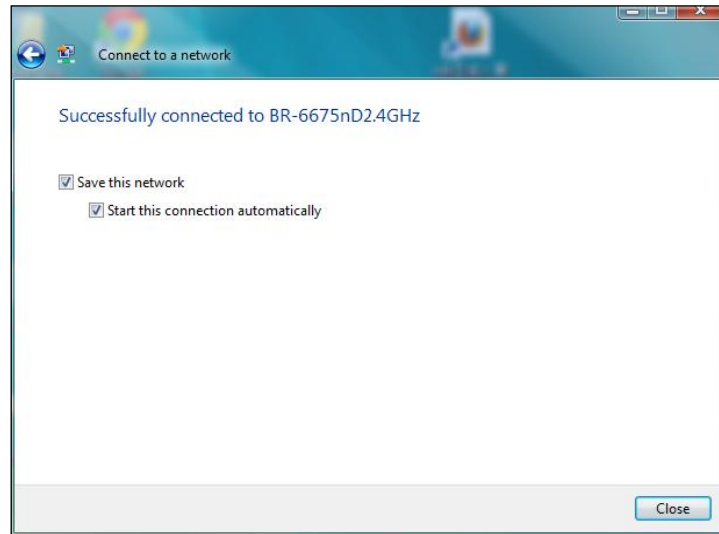 Connect to a network
Successfully connected to BR-6675nD2.4GHz
Save this network
Start this connection automatically
Close